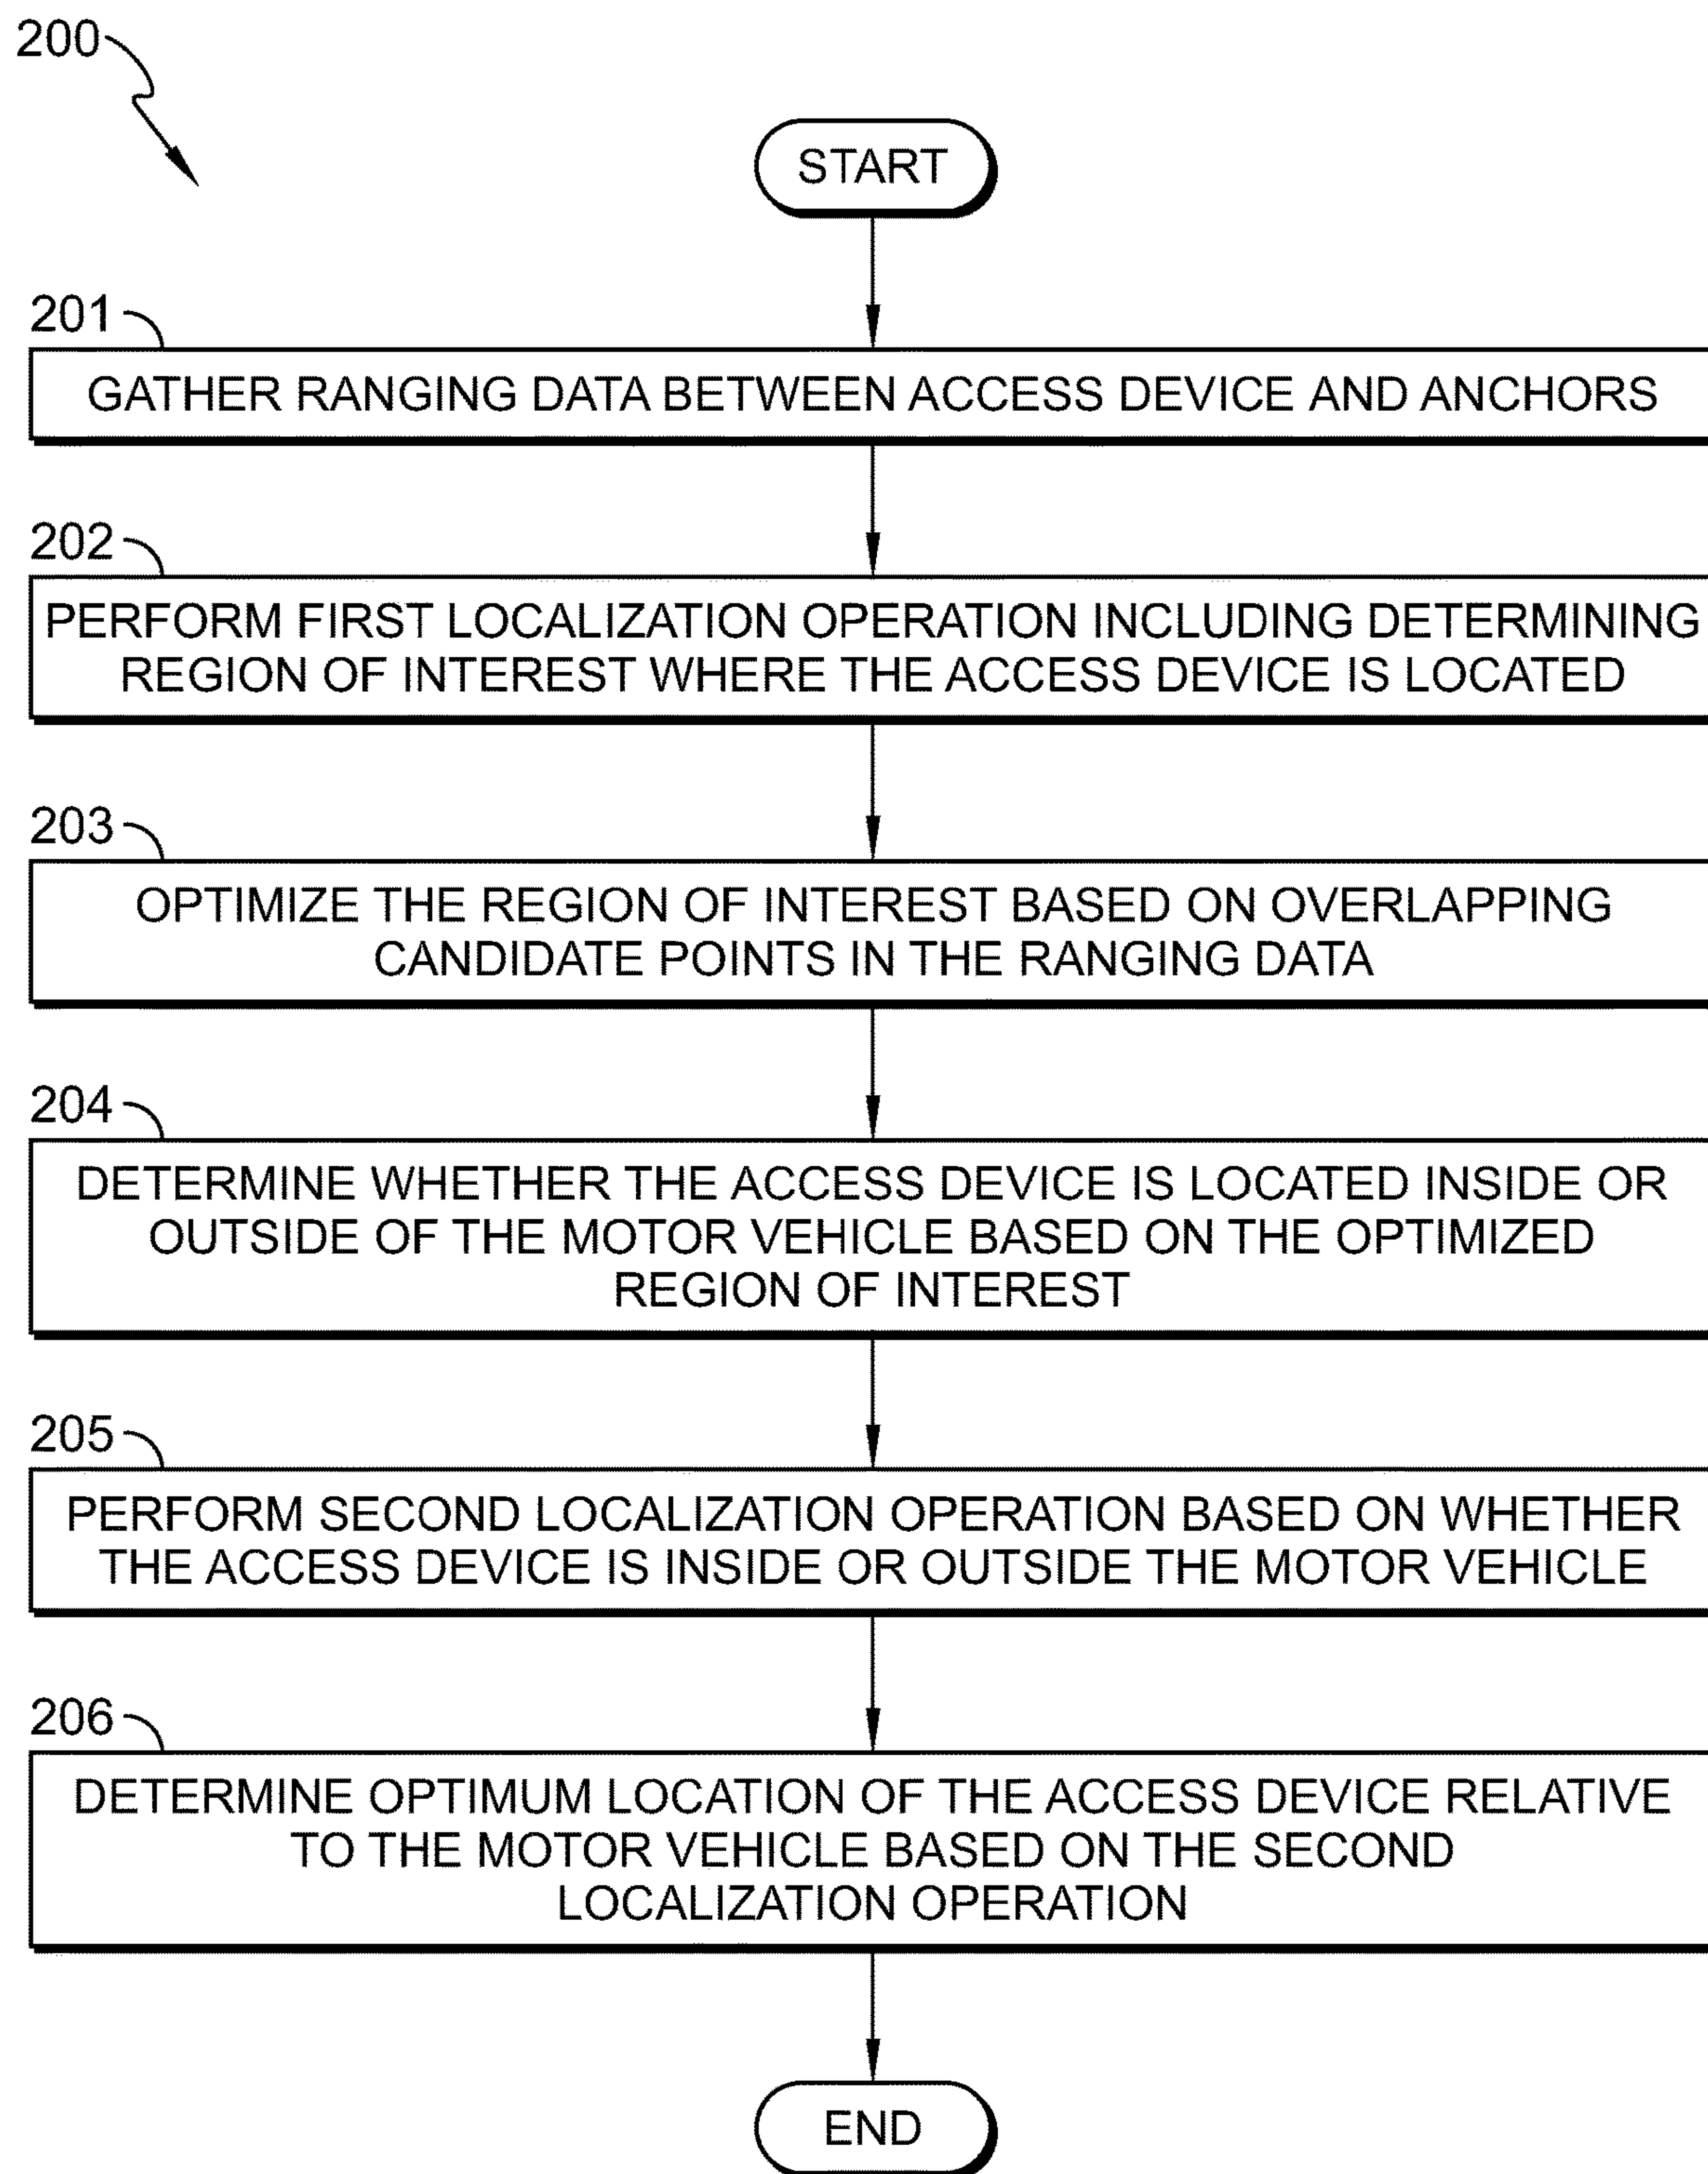 200
START
201
GATHER RANGING DATA BETWEEN ACCESS DEVICE AND ANCHORS
202
PERFORM FIRST LOCALIZATION OPERATION INCLUDING DETERMINING
REGION OF INTEREST WHERE THE ACCESS DEVICE IS LOCATED
203
OPTIMIZE THE REGION OF INTEREST BASED ON OVERLAPPING
CANDIDATE POINTS IN THE RANGING DATA
204
DETERMINE WHETHER THE ACCESS DEVICE IS LOCATED INSIDE OR
OUTSIDE OF THE MOTOR VEHICLE BASED ON THE OPTIMIZED
REGION OF INTEREST
205
PERFORM SECOND LOCALIZATION OPERATION BASED ON WHETHER
THE ACCESS DEVICE IS INSIDE OR OUTSIDE THE MOTOR VEHICLE
206
DETERMINE OPTIMUM LOCATION OF THE ACCESS DEVICE RELATIVE
TO THE MOTOR VEHICLE BASED ON THE SECOND
LOCALIZATION OPERATION
END